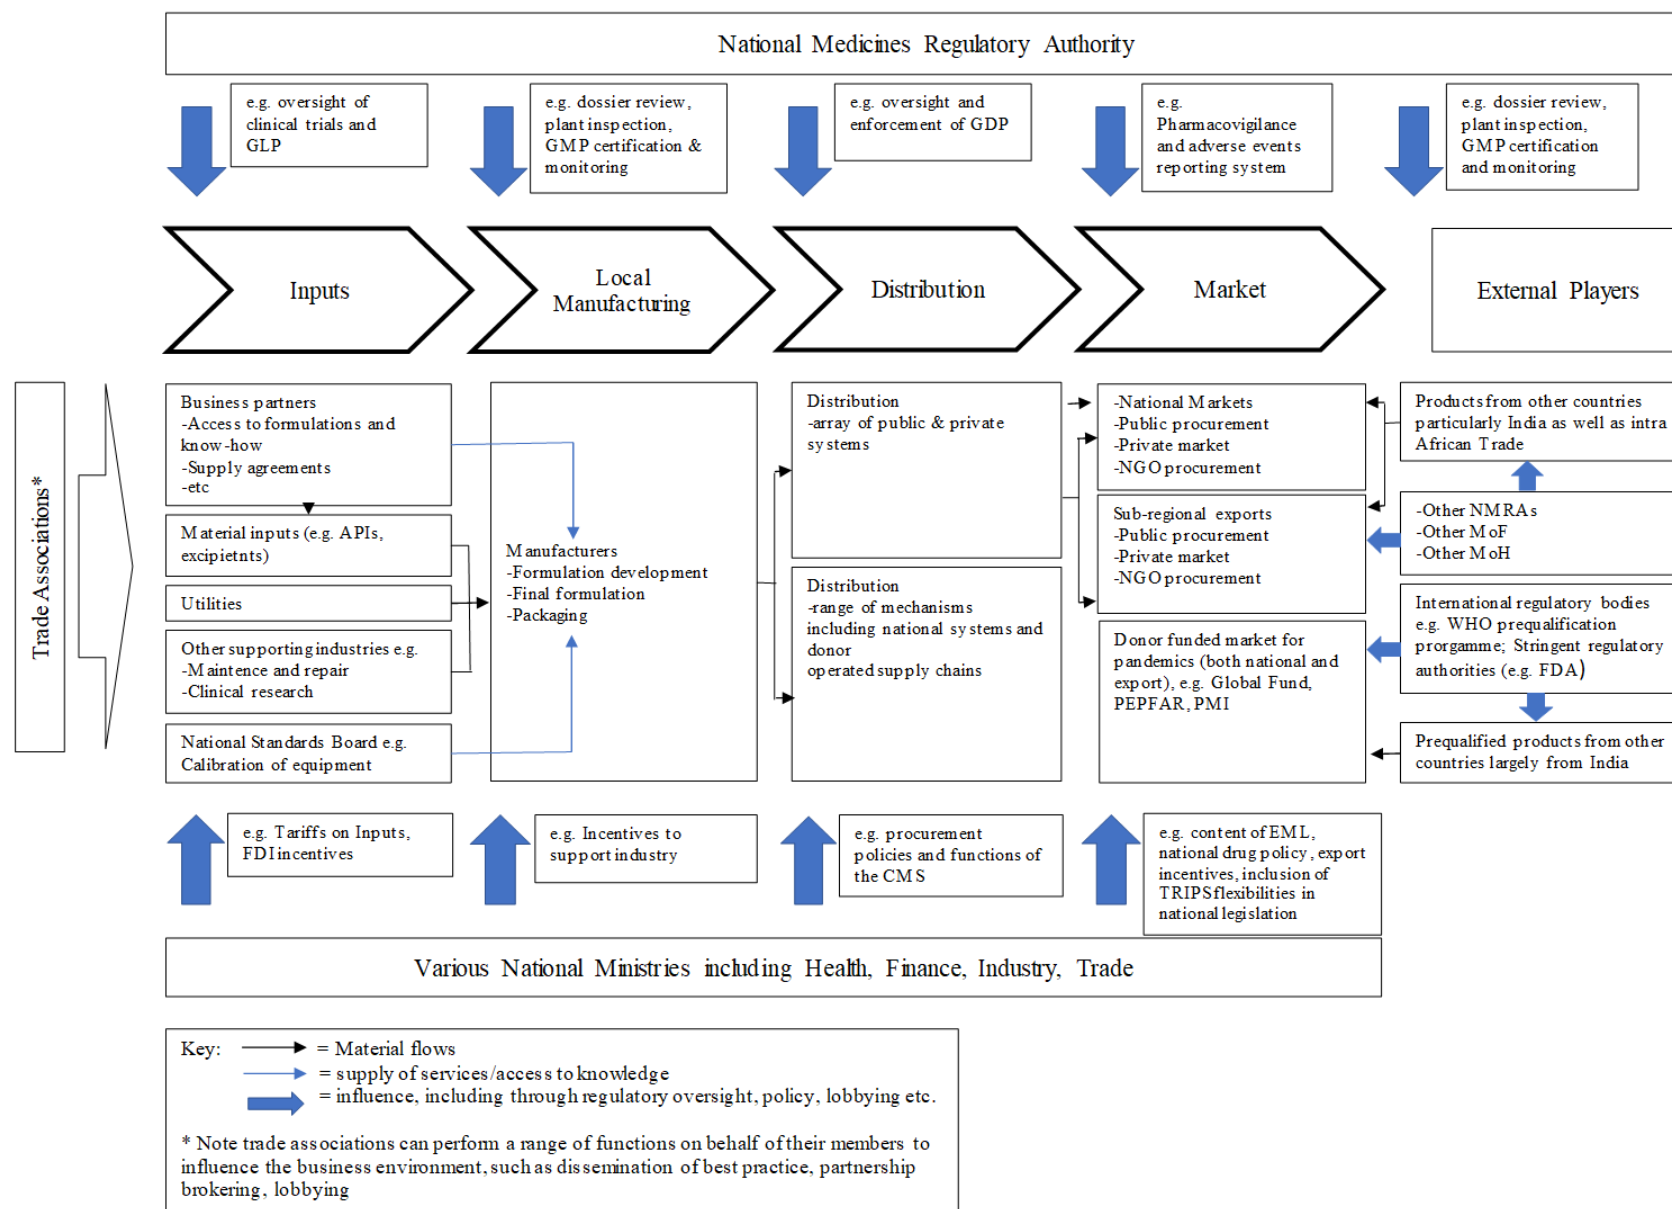 National Medicines Regulatory Authority
e.g. oversight of
clinical trials and
GLP
e.g. dossier review,
plant inspection,
GMP certification &
monitoring
e.g. oversight and
enforcement of GDP
e.g.
Pharmacovigilance
and adverse events
reporting system
e.g. dossier review,
plant inspection,
GMP certification
and monitoring
Inputs
Local
Manufacturing
Distribution
Market
External Players
Trade Associations*
Business partners
-Access to formulations and
know-how
-Supply agreements
-etc
Material inputs (e.g. APIs,
excipietnts)
Utilities
Other supporting industries e.g.
-Maintence and repair
-Clinical research
National Standards Board e.g.
Calibration of equipment
Manufacturers
-Formulation development
-Final formulation
-Packaging
Distribution
-array of public & private
systems
Distribution
-range of mechanisms
including national systems and
donor
operated supply chains
-National Markets
-Public procurement
-Private market
-NGO procurement
Sub-regional exports
-Public procurement
-Private market
-NGO procurement
Donor funded market for
pandemics (both national and
export), e.g. Global Fund,
PEPFAR, PMI
Products from other countries
particularly India as well as intra
African Trade
-Other NMRAs
-Other MoF
-Other MoH
International regulatory bodies
e.g. WHO prequalification
prorgamme; Stringent regulatory
authorities (e.g. FDA)
Prequalified products from other
countries largely from India
e.g. Tariffs on Inputs,
FDI incentives
e.g. Incentives to
support industry
e.g. procurement
policies and functions of
the CMS
e.g. content of EML,
national drug policy, export
incentives, inclusion of
TRIPS flexibilities in
national legislation
Various National Ministries including Health, Finance, Industry, Trade
Key:
= Material flows
= supply of services/access to knowledge
= influence, including through regulatory oversight, policy, lobbying etc.
* Note trade associations can perform a range of functions on behalf of their members to
influence the business environment, such as dissemination of best practice, partnership
brokering, lobbying